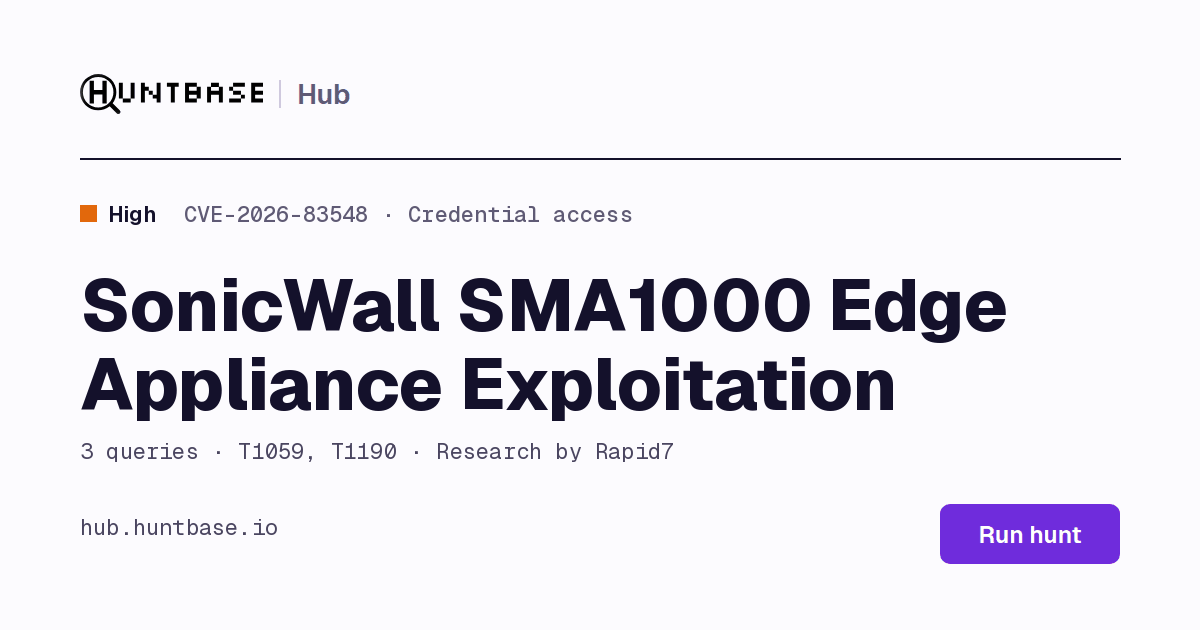 HUNTBASE | Hub
High CVE-2026-83548 · Credential access
SonicWall SMA1000 Edge
Appliance Exploitation
3 queries · T1059, T1190 · Research by Rapid7
hub.huntbase.io
Run hunt